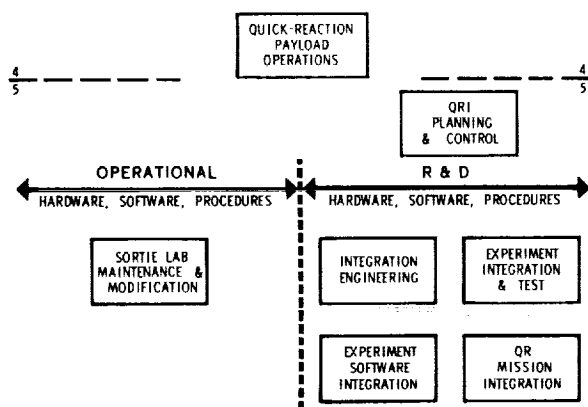 QUICK-REACTION
PAYLOAD
OPERATIONS
4
5
4
5
QRI
PLANNING
& CONTROL
OPERATIONAL
R & D
HARDWARE, SOFTWARE, PROCEDURES
HARDWARE, SOFTWARE, PROCEDURES
SORTIE LAB
MAINTENANCE &
MODIFICATION
INTEGRATION
ENGINEERING
EXPERIMENT
INTEGRATION
& TEST
EXPERIMENT
SOFTWARE
INTEGRATION
QR
MISSION
INTEGRATION